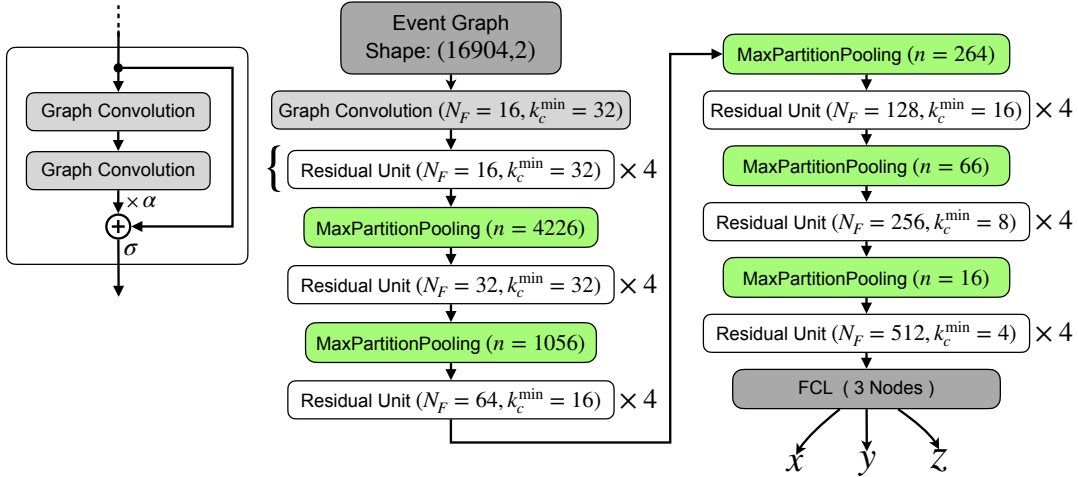 Graph Convolution
Graph Convolution
× α
+
σ
Event Graph
Shape: (16904,2)
Graph Convolution (N_F = 16, k_c^min = 32)
{ Residual Unit (N_F = 16, k_c^min = 32) × 4
MaxPartitionPooling (n = 4226)
Residual Unit (N_F = 32, k_c^min = 32) × 4
MaxPartitionPooling (n = 1056)
Residual Unit (N_F = 64, k_c^min = 16) × 4
MaxPartitionPooling (n = 264)
Residual Unit (N_F = 128, k_c^min = 16) × 4
MaxPartitionPooling (n = 66)
Residual Unit (N_F = 256, k_c^min = 8) × 4
MaxPartitionPooling (n = 16)
Residual Unit (N_F = 512, k_c^min = 4) × 4
FCL ( 3 Nodes )
x y z